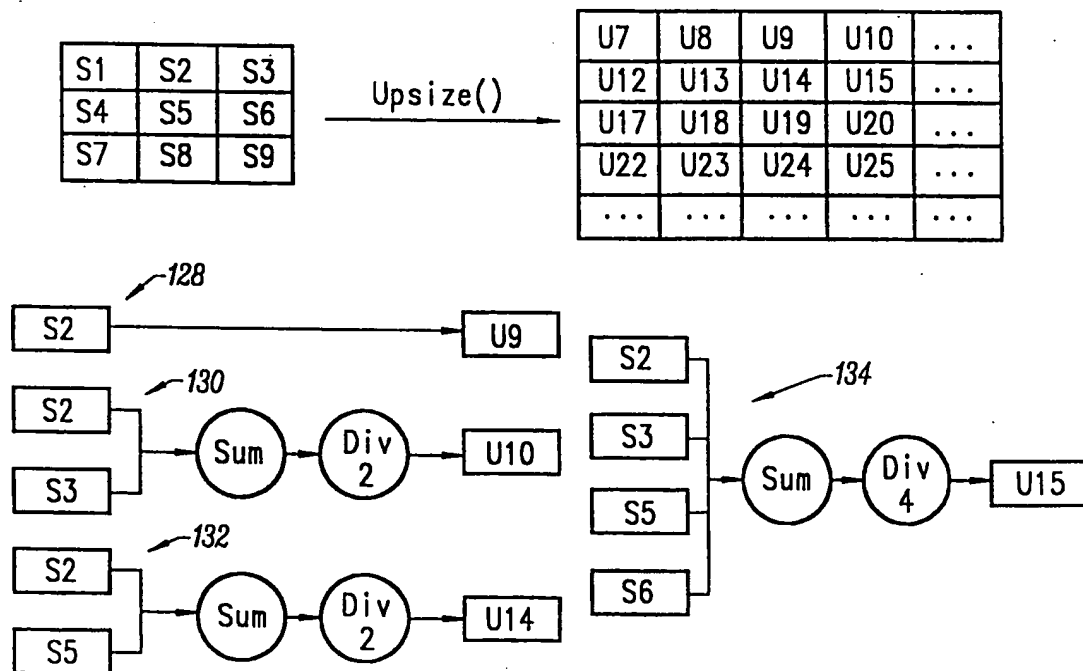 S1 S2 S3
S4 S5 S6
S7 S8 S9
Upsize()
U7 U8 U9 U10 ...
U12 U13 U14 U15 ...
U17 U18 U19 U20 ...
U22 U23 U24 U25 ...
... ... ... ... ...
128
S2 U9
130
S2
S3
Sum
Div 2
U10
132
S2
S5
Sum
Div 2
U14
134
S2
S3
S5
S6
Sum
Div 4
U15